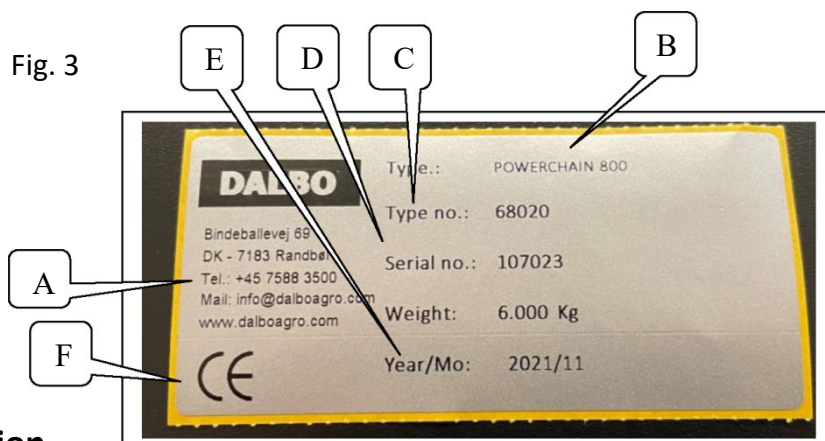 Fig. 3
E D C B
DALBO
Bindeballevej 69
DK - 7183 Randbøl
Tel.: +45 7588 3500
Mail: info@dalboagro.com
www.dalboagro.com
CE
Type.: POWERCHAIN 800
Type no.: 68020
Serial no.: 107023
Weight: 6.000 Kg
Year/Mo: 2021/11
A
F